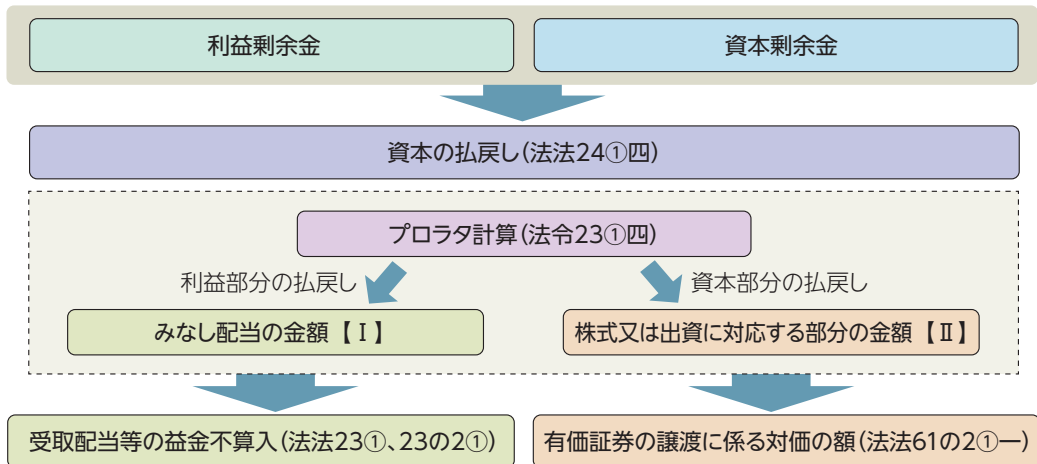 利益剰余金
資本剰余金
資本の払戻し(法法24①四)
プロラタ計算(法令23①四)
利益部分の払戻し
資本部分の払戻し
みなし配当の金額【Ⅰ】
株式又は出資に対応する部分の金額【Ⅱ】
受取配当等の益金不算入(法法23①、23の2①)
有価証券の譲渡に係る対価の額(法法61の2①一)